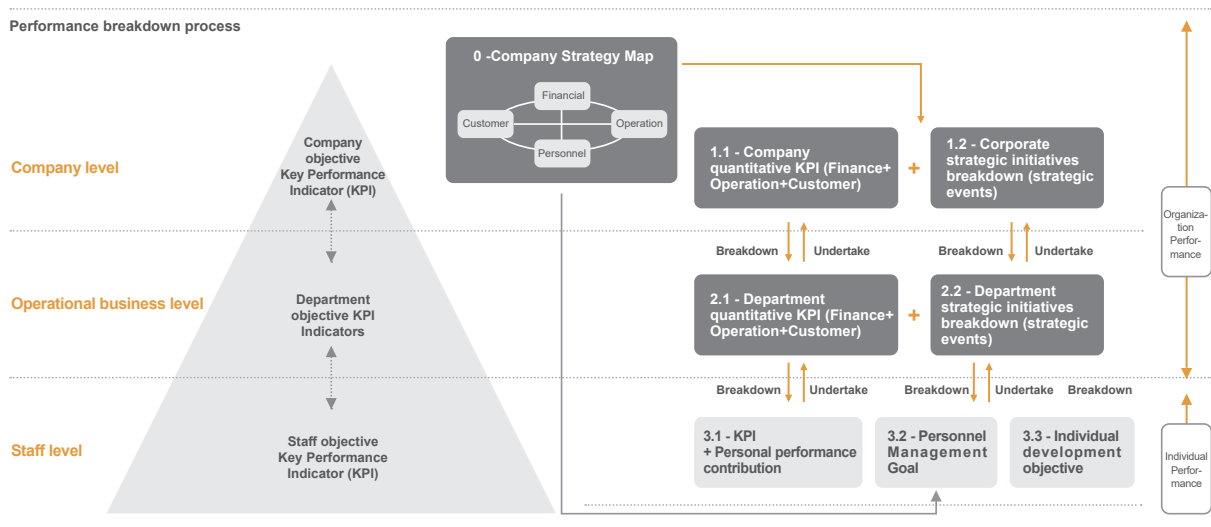 Performance breakdown process
0 -Company Strategy Map
Financial
Customer
Operation
Personnel
Company level
Company
objective
Key Performance
Indicator (KPI)
1.1 - Company
quantitative KPI (Finance+
Operation+Customer)
+
1.2 - Corporate
strategic initiatives
breakdown (strategic
events)
Organiza-
tion
Perfor-
mance
Breakdown
Undertake
Breakdown
Undertake
Operational business level
Department
objective KPI
Indicators
2.1 - Department
quantitative KPI (Finance+
Operation+Customer)
+
2.2 - Department
strategic initiatives
breakdown (strategic
events)
Breakdown
Undertake
Breakdown
Undertake
Breakdown
Staff level
Staff objective
Key Performance
Indicator (KPI)
3.1 - KPI
+ Personal performance
contribution
3.2 - Personnel
Management
Goal
3.3 - Individual
development
objective
Individual
Perfor-
mance